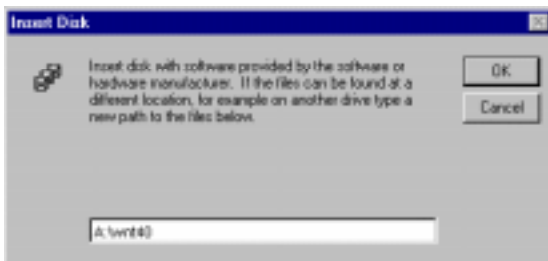 Insert Disk
Insert disk with software provided by the software or
hardware manufacturer. If the files can be found at a
different location, for example on another drive type a
new path to the files below.
OK
Cancel
A:\wnt40